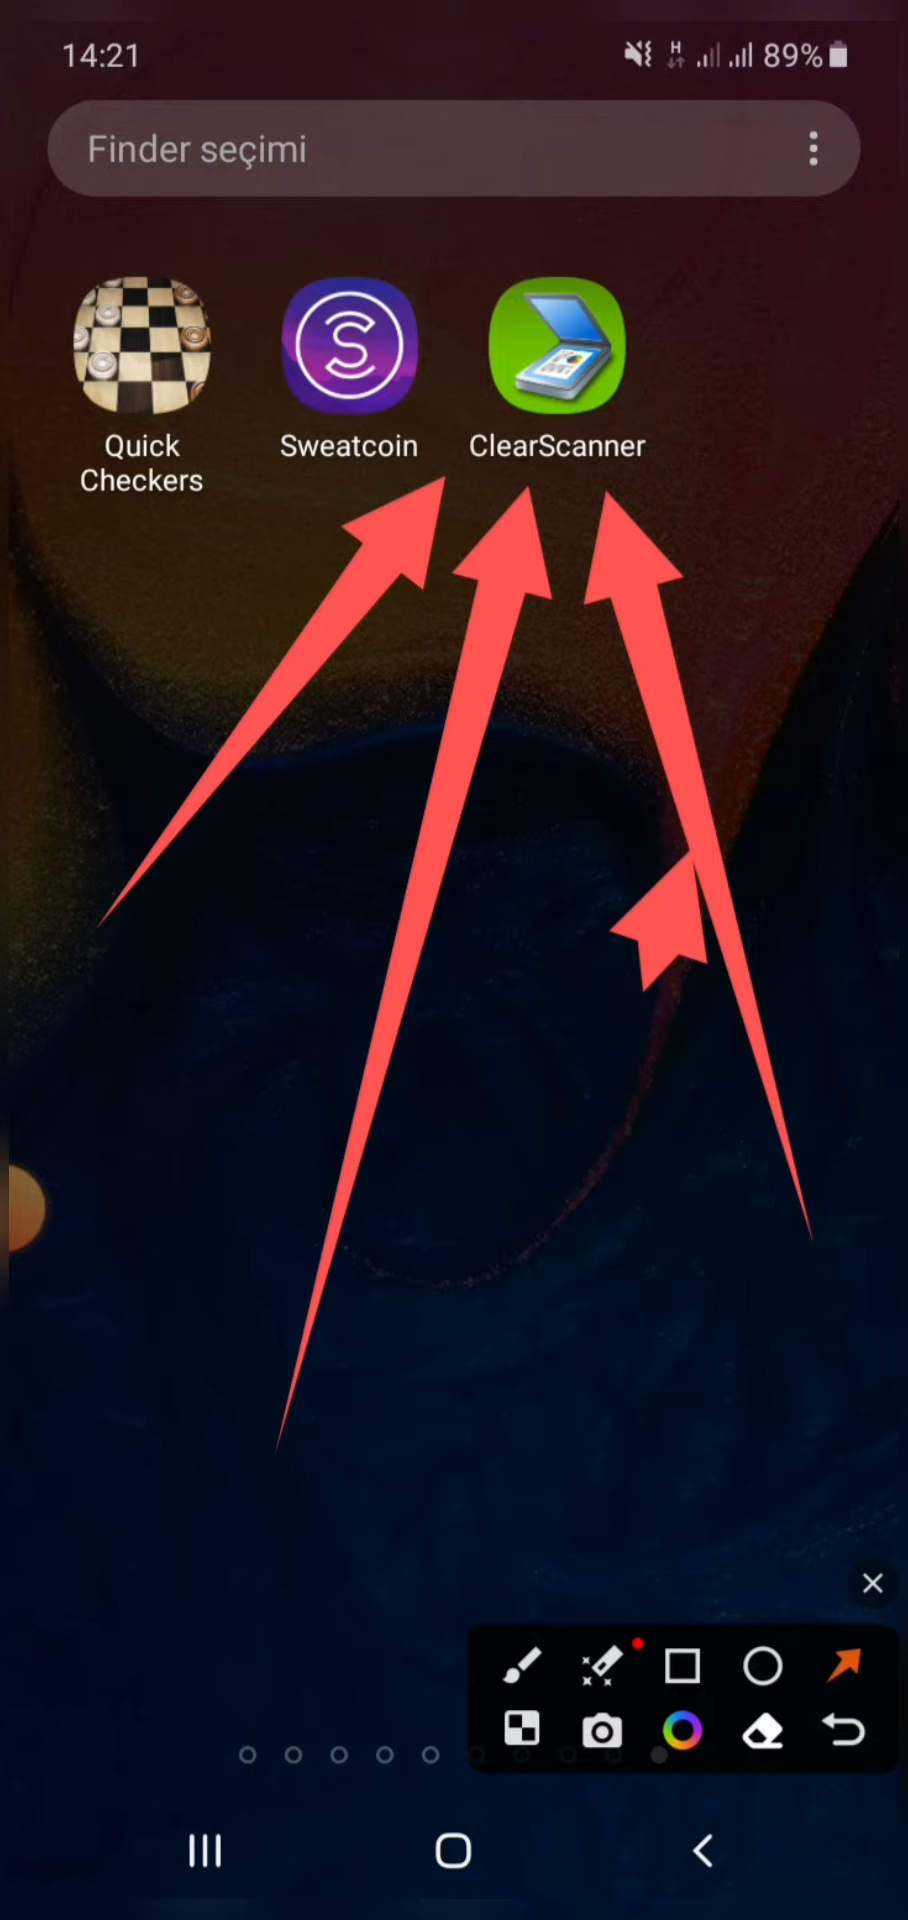 14:21
H
89%
Finder seçimi
Quick
Checkers
Sweatcoin
ClearScanner